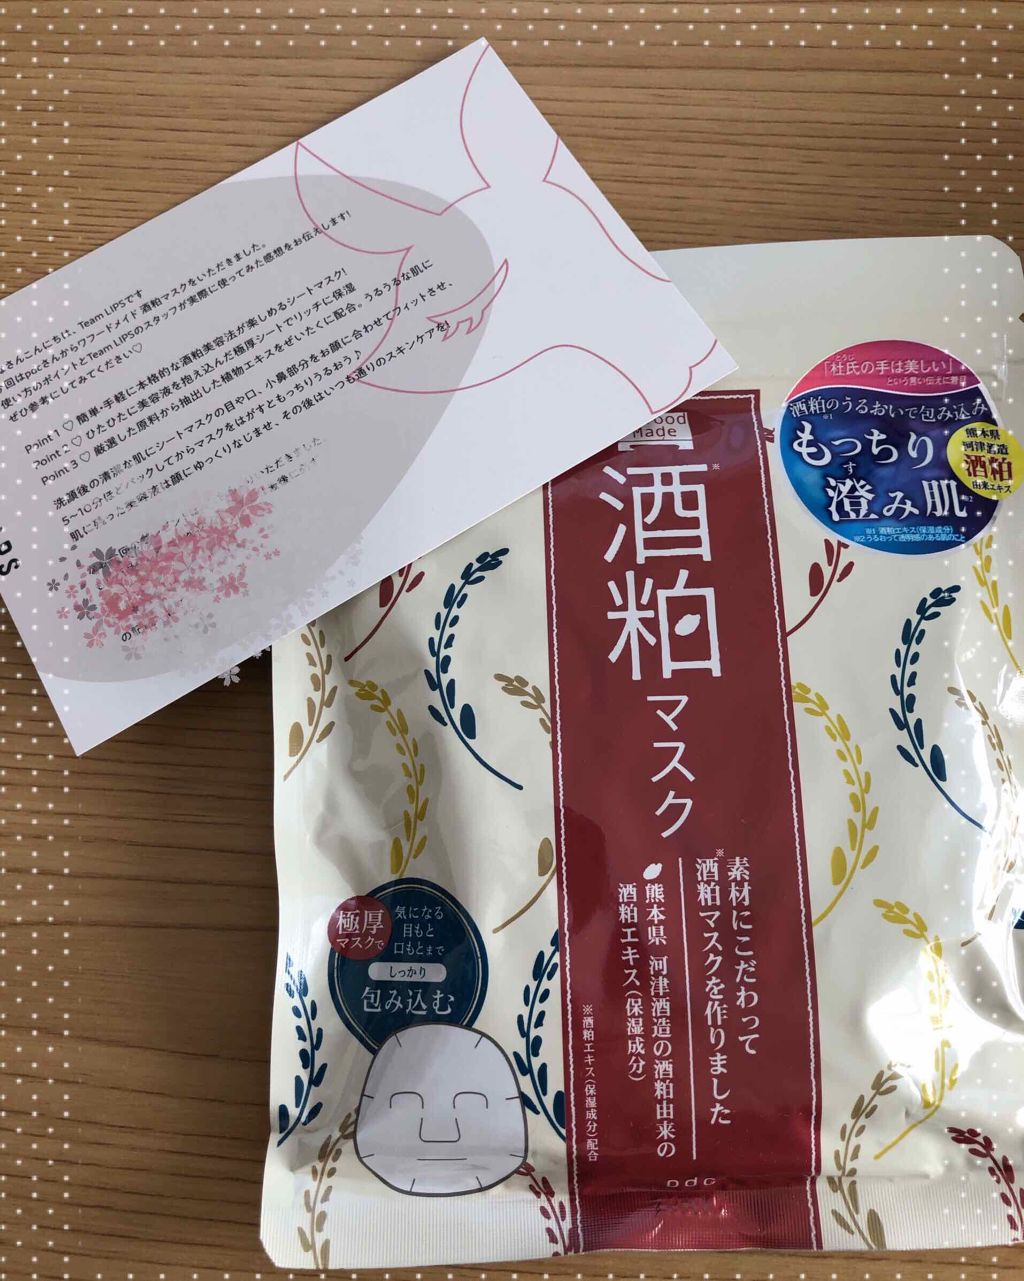 さんこんにちは、Team LIPSです
回はpdcさんからワフードメイド 酒粕マスクをいただきました。
使い方のポイントとTeam LIPSのスタッフが実際に使ってみた感想をお伝えします!
ぜひ参考にしてみてください♡
Point 1 ♡ 簡単・手軽に本格的な酒粕美容法が楽しめるシートマスク!
Point 2 ♡ ひたひたに美容液を抱え込んだ極厚シートでリッチに保湿
Point 3 ♡ 厳選した原料から抽出した植物エキスをぜいたくに配合。うるうるな肌に
洗顔後の清潔な肌にシートマスクの目や口、小鼻部分をお顔に合わせてフィットさせ、
5~10分ほどパックしてからマスクをはがすともっちりうるおう♪
肌に残った美容液は顔にゆっくりなじませ、その後はいつも通りのスキンケアを!
いただきました。
の
ood
Made
酒粕※
マスク
素材にこだわって
※酒粕マスクを作りました
熊本県 河津酒造の酒粕由来の
酒粕エキス(保湿成分)
※酒粕エキス(保湿成分)配合
pdc
とうじ
「杜氏の手は美しい」
という言い伝えに着目
酒粕のうるおいで包み込み
※1
もっちり
す
澄み肌※2
※1 酒粕エキス(保湿成分)
※2 うるおって透明感のある肌のこと
熊本県
河津酒造
酒粕
由来エキス
極厚
マスクで
気になる
目もと
口もとまで
しっかり
包み込む